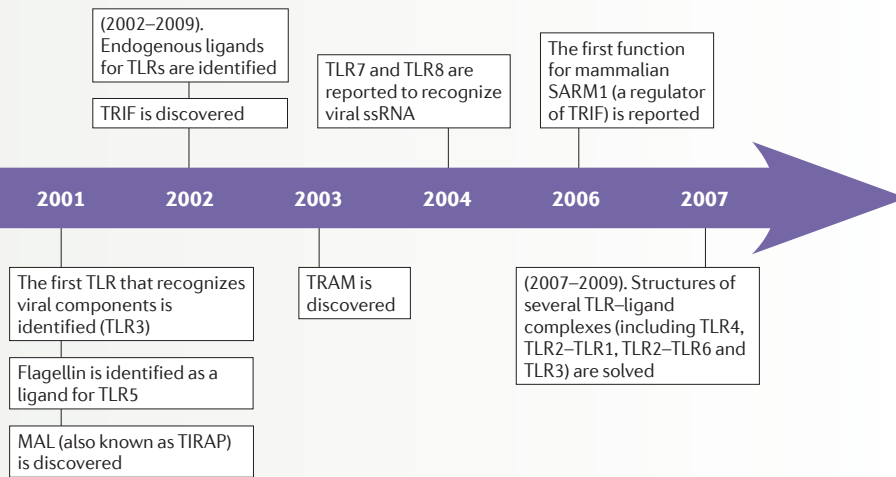 (2002–2009).
Endogenous ligands
for TLRs are identified
TRIF is discovered
TLR7 and TLR8 are
reported to recognize
viral ssRNA
The first function
for mammalian
SARM1 (a regulator
of TRIF) is reported
2001 2002 2003 2004 2006 2007
The first TLR that recognizes
viral components is
identified (TLR3)
Flagellin is identified as a
ligand for TLR5
MAL (also known as TIRAP)
is discovered
TRAM is
discovered
(2007–2009). Structures of
several TLR–ligand
complexes (including TLR4,
TLR2–TLR1, TLR2–TLR6 and
TLR3) are solved